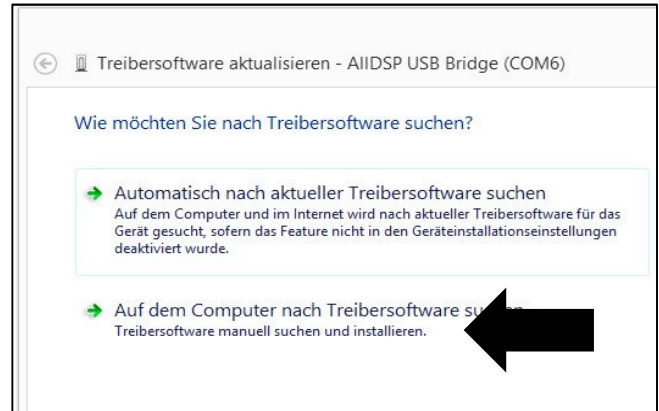 Treibersoftware aktualisieren - AllDSP USB Bridge (COM6)
Wie möchten Sie nach Treibersoftware suchen?
Automatisch nach aktueller Treibersoftware suchen
Auf dem Computer und im Internet wird nach aktueller Treibersoftware für das
Gerät gesucht, sofern das Feature nicht in den Geräteinstallationseinstellungen
deaktiviert wurde.
Auf dem Computer nach Treibersoftware suchen
Treibersoftware manuell suchen und installieren.